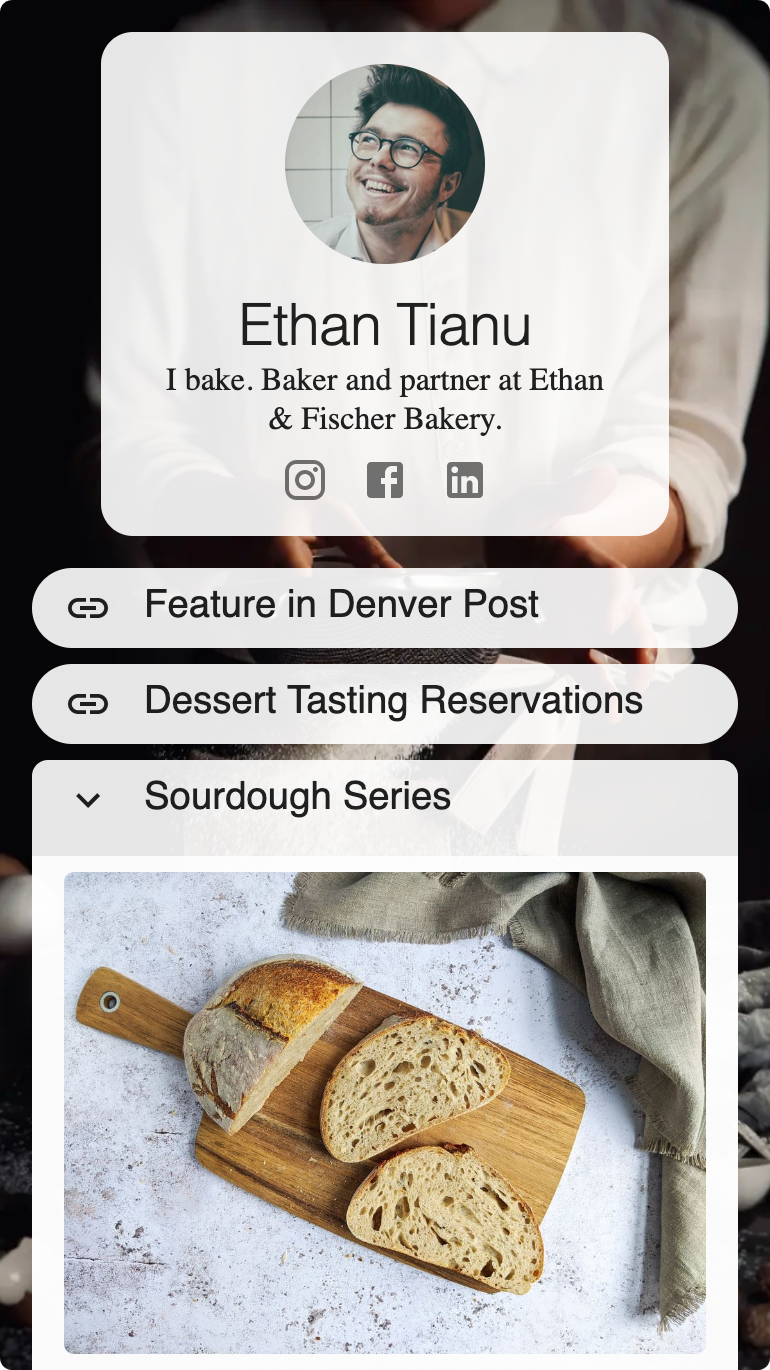 Ethan Tianu
I bake. Baker and partner at Ethan
& Fischer Bakery.
Feature in Denver Post
Dessert Tasting Reservations
Sourdough Series